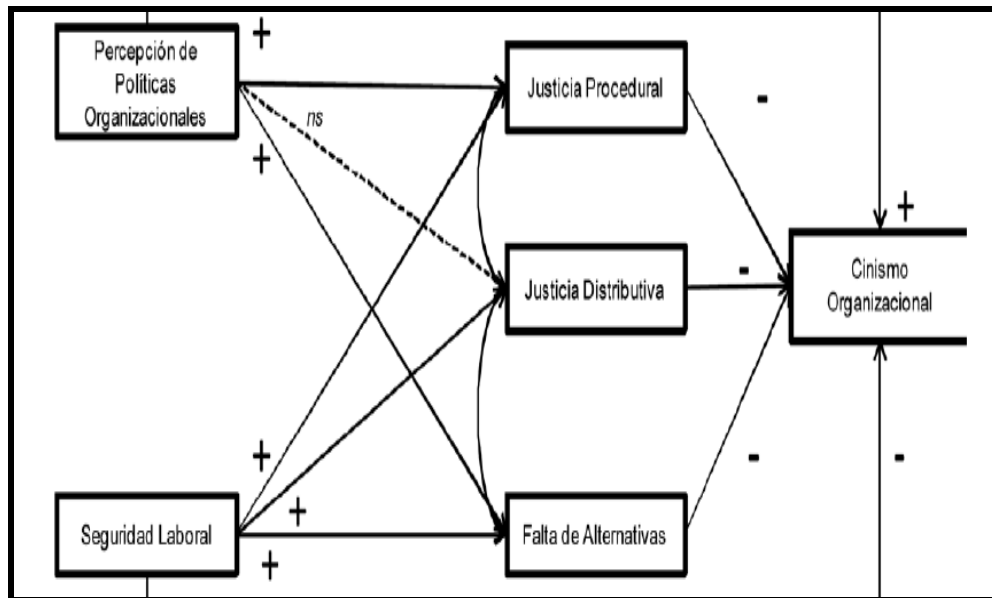 Percepción de
Políticas
Organizacionales
+
+
ns
Justicia Procedural
-
+
Justicia Distributiva
-
Cinismo
Organizacional
+
-
-
Seguridad Laboral
+
+
Falta de Alternativas